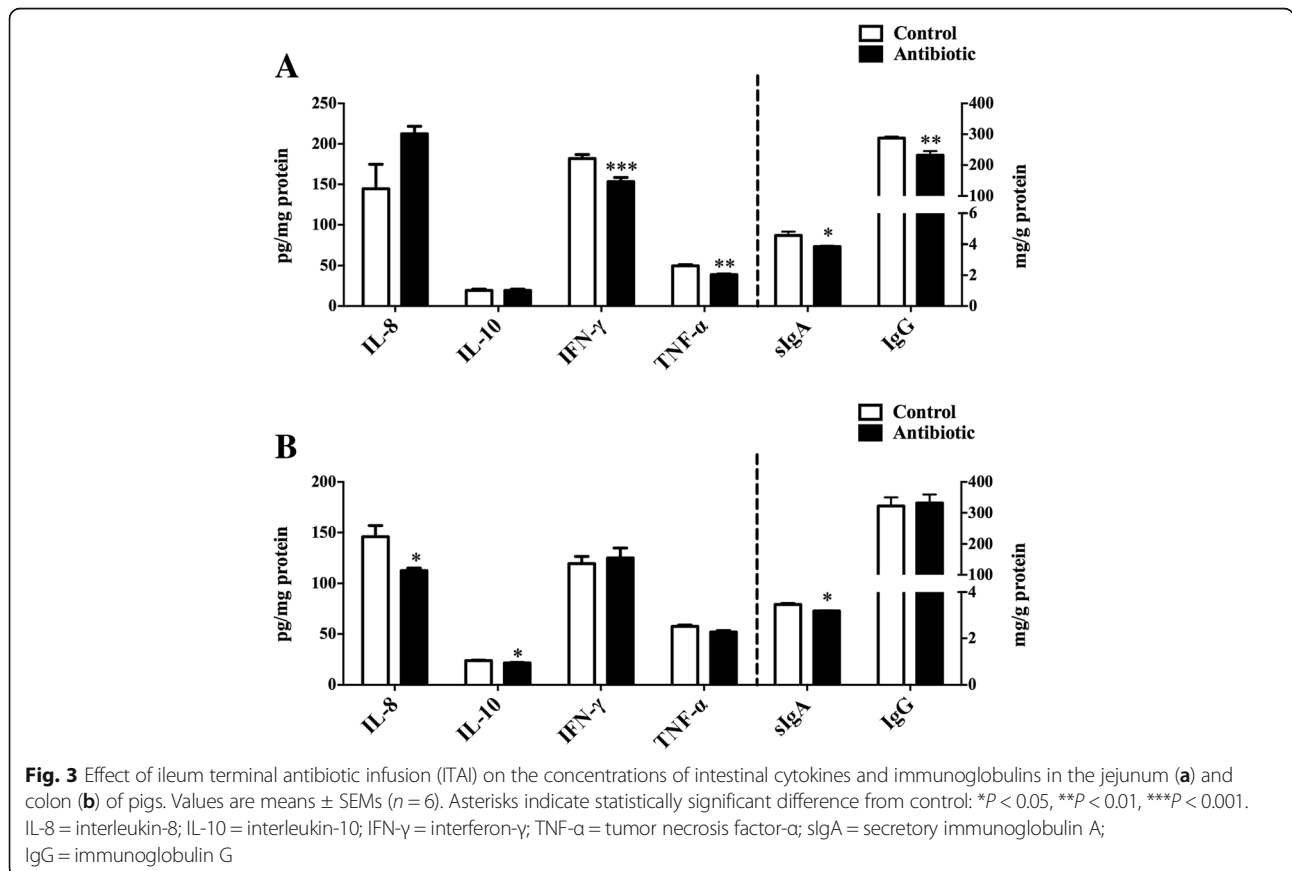 Control
Antibiotic
A
250
200
150
100
50
0
pg/mg protein
***
**
*
**
400
300
200
100
6
4
2
0
mg/g protein
IL-8
IL-10
IFN-γ
TNF-α
sIgA
IgG
Control
Antibiotic
B
200
150
100
50
0
pg/mg protein
*
*
*
400
300
200
100
4
2
0
mg/g protein
IL-8
IL-10
IFN-γ
TNF-α
sIgA
IgG
Fig. 3 Effect of ileum terminal antibiotic infusion (ITAI) on the concentrations of intestinal cytokines and immunoglobulins in the jejunum (a) and
colon (b) of pigs. Values are means ± SEMs (n = 6). Asterisks indicate statistically significant difference from control: *P < 0.05, **P < 0.01, ***P < 0.001.
IL-8 = interleukin-8; IL-10 = interleukin-10; IFN-γ = interferon-γ; TNF-α = tumor necrosis factor-α; sIgA = secretory immunoglobulin A;
IgG = immunoglobulin G